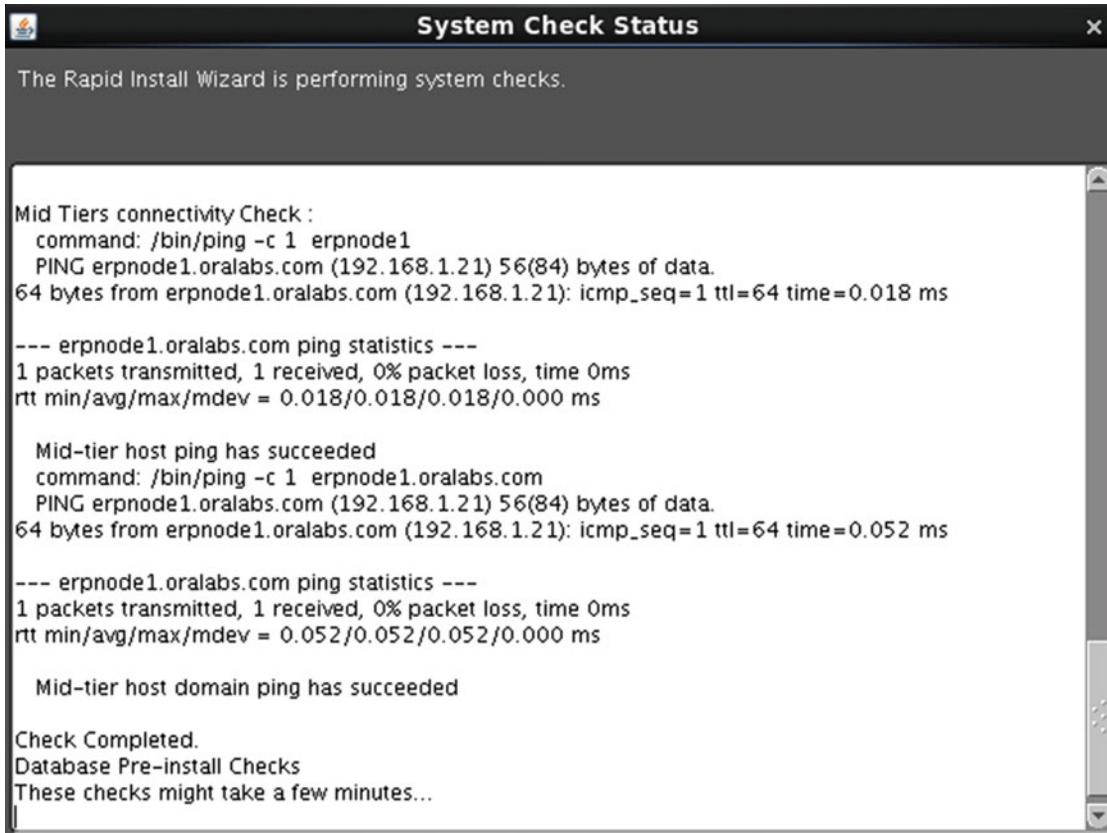 System Check Status
The Rapid Install Wizard is performing system checks.
Mid Tiers connectivity Check :
command: /bin/ping -c 1 erpnode1
PING erpnode1.oralabs.com (192.168.1.21) 56(84) bytes of data.
64 bytes from erpnode1.oralabs.com (192.168.1.21): icmp_seq=1 ttl=64 time=0.018 ms
--- erpnode1.oralabs.com ping statistics ---
1 packets transmitted, 1 received, 0% packet loss, time 0ms
rtt min/avg/max/mdev = 0.018/0.018/0.018/0.000 ms
Mid-tier host ping has succeeded
command: /bin/ping -c 1 erpnode1.oralabs.com
PING erpnode1.oralabs.com (192.168.1.21) 56(84) bytes of data.
64 bytes from erpnode1.oralabs.com (192.168.1.21): icmp_seq=1 ttl=64 time=0.052 ms
--- erpnode1.oralabs.com ping statistics ---
1 packets transmitted, 1 received, 0% packet loss, time 0ms
rtt min/avg/max/mdev = 0.052/0.052/0.052/0.000 ms
Mid-tier host domain ping has succeeded
Check Completed.
Database Pre-install Checks
These checks might take a few minutes...